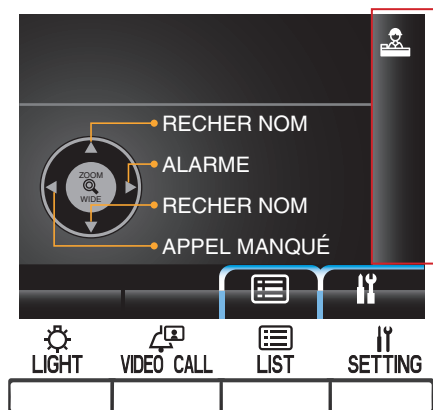 RECHER NOM
ALARME
ZOOM
WIDE
RECHER NOM
APPEL MANQUÉ
LIGHT VIDEO CALL LIST SETTING